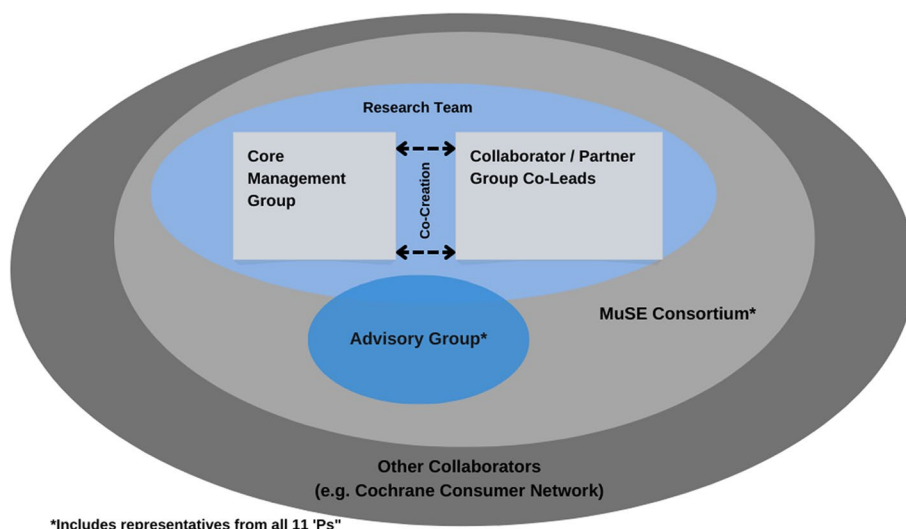 Research Team
Core
Management
Group
Co-Creation
Collaborator / Partner
Group Co-Leads
MuSE Consortium*
Advisory Group*
Other Collaborators
(e.g. Cochrane Consumer Network)
*Includes representatives from all 11 'Ps"